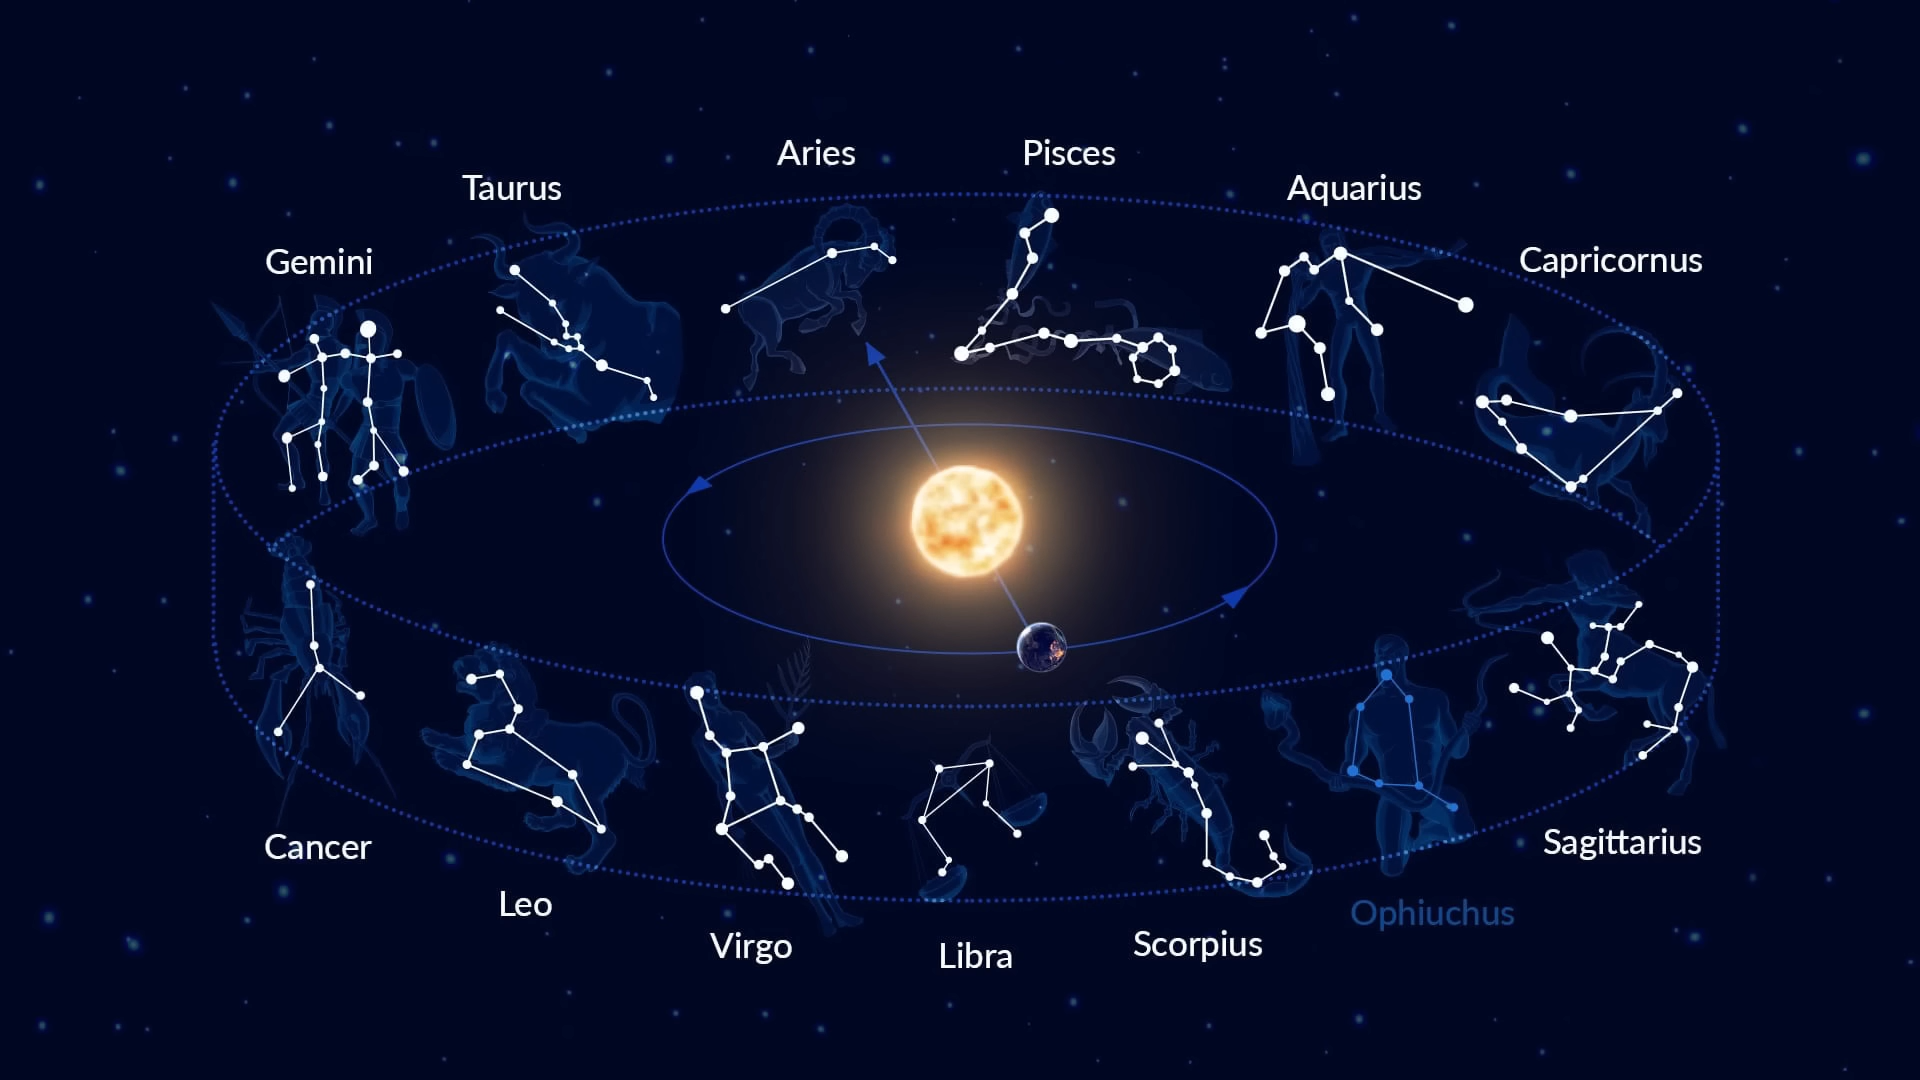 Aries
Pisces
Taurus
Aquarius
Gemini
Capricornus
Cancer
Sagittarius
Leo
Ophiuchus
Virgo
Libra
Scorpius